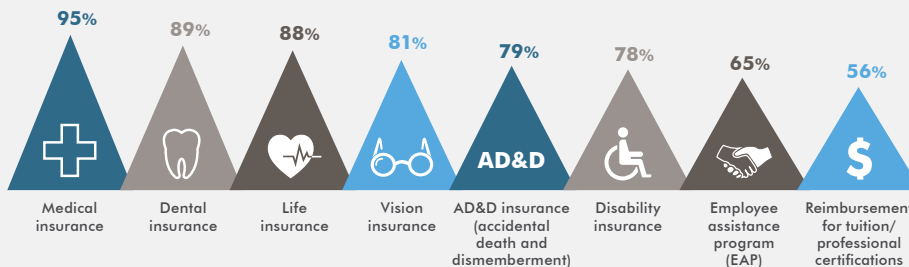 95%
89%
88%
81%
79%
78%
65%
56%
AD&D
$
Medical
insurance
Dental
insurance
Life
insurance
Vision
insurance
AD&D insurance
(accidental
death and
dismemberment)
Disability
insurance
Employee
assistance
program
(EAP)
Reimbursement
for tuition/
professional
certifications